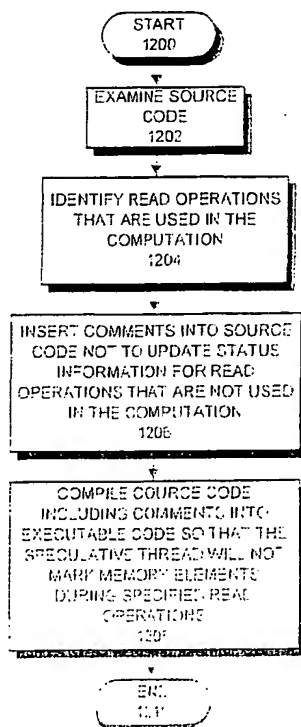 START
1200
EXAMINE SOURCE
CODE
1202
IDENTIFY READ OPERATIONS
THAT ARE USED IN THE
COMPUTATION
1204
INSERT COMMENTS INTO SOURCE
CODE NOT TO UPDATE STATUS
INFORMATION FOR READ
OPERATIONS THAT ARE NOT USED
IN THE COMPUTATION
1206
COMPILE COURCE CODE
INCLUDING COMMENTS INTO
EXECUTABLE CODE SO THAT THE
SPECULATIVE THREAD WILL NOT
MARK MEMORY ELEMENTS
DURING SPECIFIED READ
OPERATIONS
END